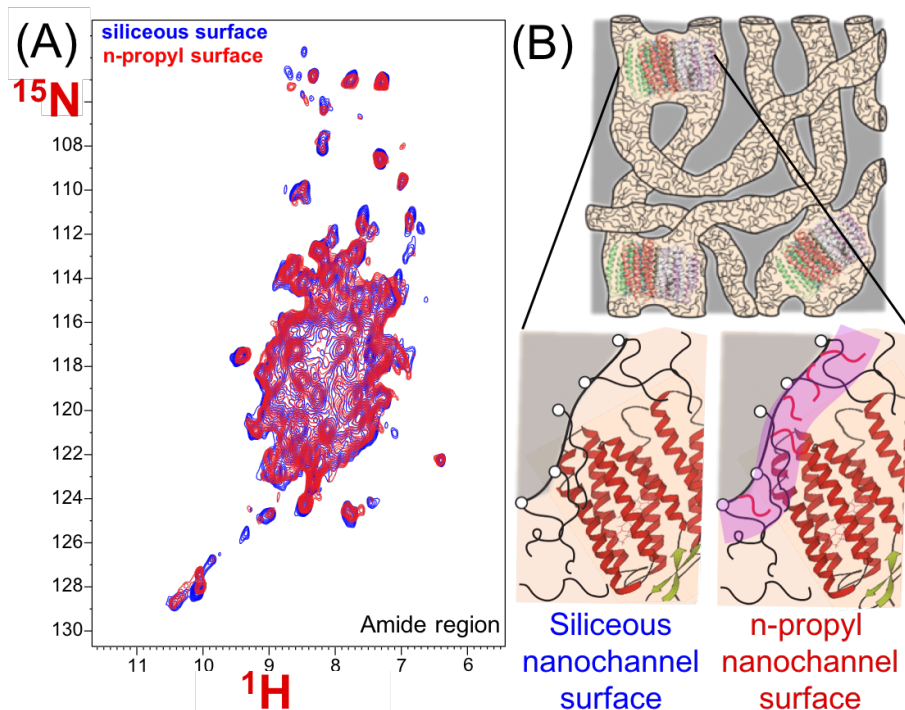 (A)
siliceous surface
n-propyl surface
15N
108
110
112
114
116
118
120
122
124
126
128
130
Amide region
11
10
9
8
7
6
1H
(B)
Siliceous
nanochannel
surface
n-propyl
nanochannel
surface